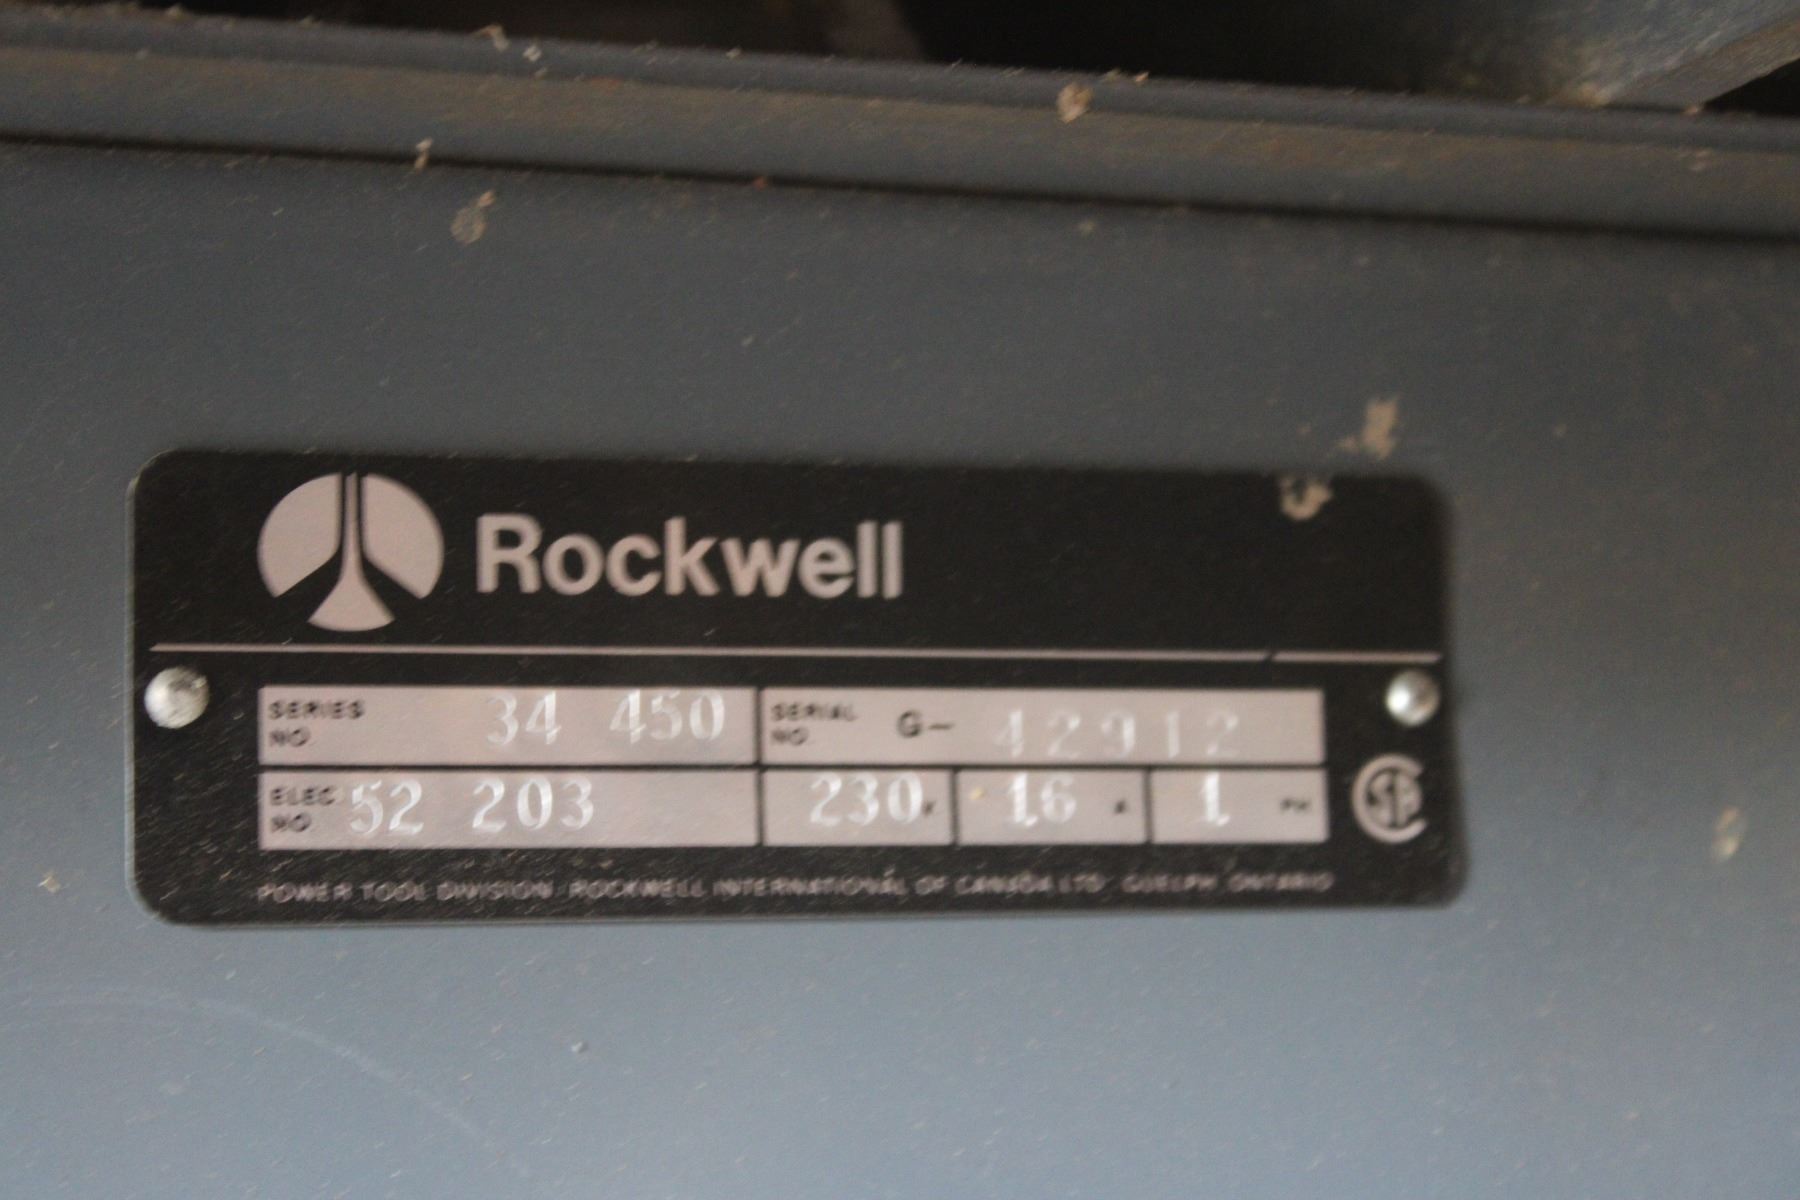 Rockwell
SERIES NO. 34 450 SERIAL NO. G- 42912
ELEC NO. 52 203 230 V 16 A 1 PH
POWER TOOL DIVISION ROCKWELL INTERNATIONAL OF CANADA LTD GUELPH, ONTARIO